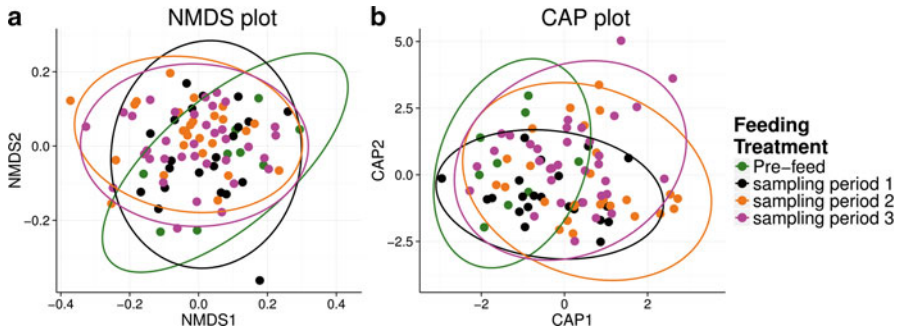 a NMDS plot
NMDS2
0.2
0.0
−0.2
−0.4 −0.2 0.0 0.2 0.4
NMDS1
b CAP plot
CAP2
5.0
2.5
0.0
−2.5
−2 0 2
CAP1
Feeding
Treatment
Pre−feed
sampling period 1
sampling period 2
sampling period 3